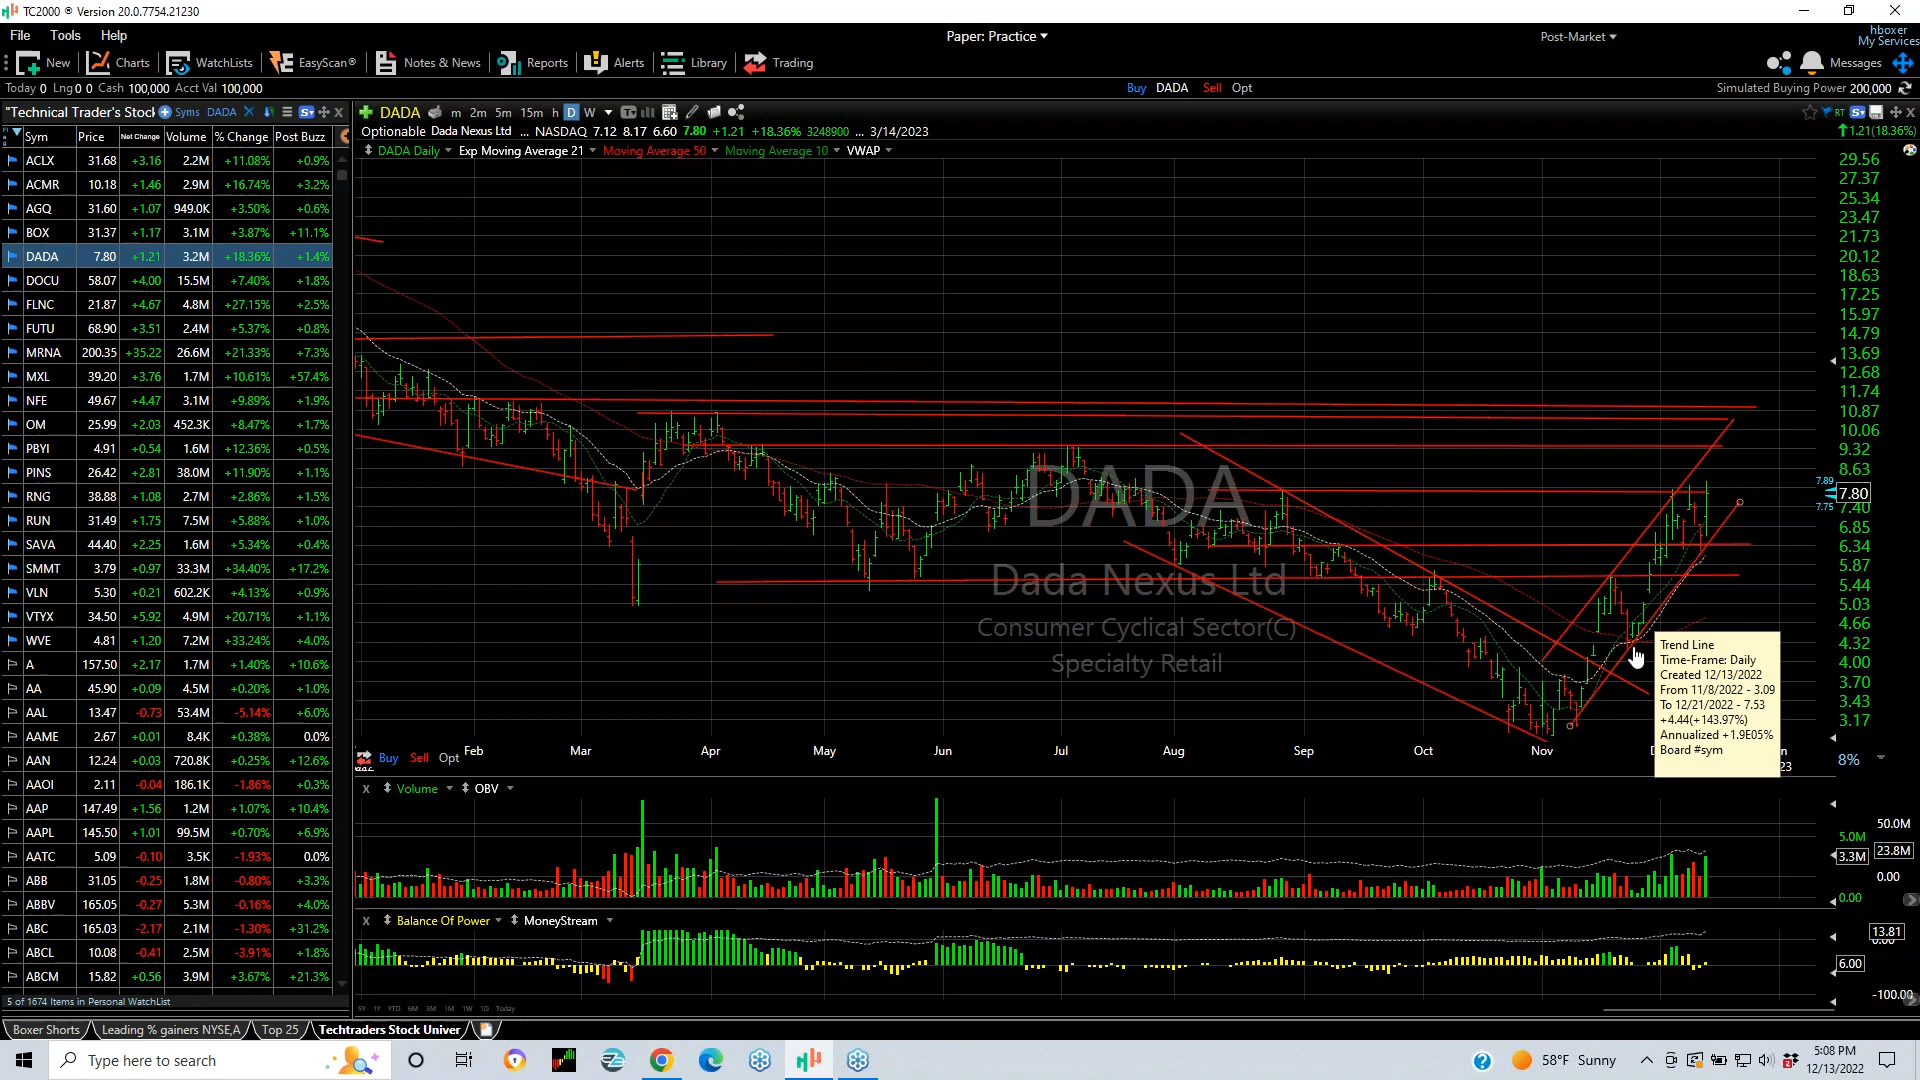 TC2000 ® Version 20.0.7754.21230
File Tools Help
Paper: Practice
Post-Market
hboxer
My Services
New Charts WatchLists EasyScan® Notes & News Reports Alerts Library Trading
Messages
Today 0 Lng0 0 Cash 100,000 Acct Val 100,000
Buy DADA Sell Opt
Simulated Buying Power 200,000
"Technical Trader's Stock Syms DADA
DADA m 2m 5m 15m h D W
RT
Optionable Dada Nexus Ltd ... NASDAQ 7.12 8.17 6.60 7.80 +1.21 +18.36% 3248900 ... 3/14/2023
1.21(18.36%)
DADA Daily Exp Moving Average 21 Moving Average 50 Moving Average 10 VWAP
Sym Price Net Change Volume % Change Post Buzz
ACLX 31.68 +3.16 2.2M +11.08% +0.9%
ACMR 10.18 +1.46 2.9M +16.74% +3.2%
AGQ 31.60 +1.07 949.0K +3.50% +0.6%
BOX 31.37 +1.17 3.1M +3.87% +11.1%
DADA 7.80 +1.21 3.2M +18.36% +1.4%
DOCU 58.07 +4.00 15.5M +7.40% +1.8%
FLNC 21.87 +4.67 4.8M +27.15% +2.5%
FUTU 68.90 +3.51 2.4M +5.37% +0.8%
MRNA 200.35 +35.22 26.6M +21.33% +7.3%
MXL 39.20 +3.76 1.7M +10.61% +57.4%
NFE 49.67 +4.47 3.1M +9.89% +1.9%
OM 25.99 +2.03 452.3K +8.47% +1.7%
PBYI 4.91 +0.54 1.6M +12.36% +0.5%
PINS 26.42 +2.81 38.0M +11.90% +1.1%
RNG 38.88 +1.08 2.7M +2.86% +1.5%
RUN 31.49 +1.75 7.5M +5.88% +1.0%
SAVA 44.40 +2.25 1.6M +5.34% +0.4%
SMMT 3.79 +0.97 33.3M +34.40% +17.2%
VLN 5.30 +0.21 602.2K +4.13% +0.9%
VTYX 34.50 +5.92 4.9M +20.71% +1.1%
WVE 4.81 +1.20 7.2M +33.24% +4.0%
A 157.50 +2.17 1.7M +1.40% +10.6%
AA 45.90 +0.09 4.5M +0.20% +1.0%
AAL 13.47 -0.73 53.4M -5.14% +6.0%
AAME 2.67 +0.01 8.4K +0.38% 0.0%
AAN 12.24 +0.03 720.8K +0.25% +12.6%
AAOI 2.11 -0.04 186.1K -1.86% +0.3%
AAP 147.49 +1.56 1.2M +1.07% +10.4%
AAPL 145.50 +1.01 99.5M +0.70% +6.9%
AATC 5.09 -0.10 3.5K -1.93% 0.0%
ABB 31.05 -0.25 1.8M -0.80% +3.3%
ABBV 165.05 -0.27 5.3M -0.16% +4.0%
ABC 165.03 -2.17 2.1M -1.30% +31.2%
ABCL 10.08 -0.41 2.5M -3.91% +1.8%
ABCM 15.82 +0.56 3.9M +3.67% +21.3%
5 of 1674 Items in Personal WatchList
29.56
27.37
25.34
23.47
21.73
20.12
18.63
17.25
15.97
14.79
13.69
12.68
11.74
10.87
10.06
9.32
8.63
7.89
7.80
7.75
7.40
6.85
6.34
5.87
5.44
5.03
4.66
4.32
4.00
3.70
3.43
3.17
8%
DADA
Dada Nexus Ltd
Consumer Cyclical Sector(C)
Specialty Retail
Trend Line
Time-Frame: Daily
Created 12/13/2022
From 11/8/2022 - 3.09
To 12/21/2022 - 7.53
+4.44(+143.97%)
Annualized +1.9E05%
Board #sym
Feb Mar Apr May Jun Jul Aug Sep Oct Nov
23
Buy Sell Opt
X Volume OBV
50.0M
5.0M
3.3M 23.8M
0.00
0.00
X Balance Of Power MoneyStream
13.81
6.00
-100.00
5Y 1Y YTD 6M 3M 1M 1W 1D Today
Boxer Shorts Leading % gainers NYSE,A Top 25 Techtraders Stock Univer
Type here to search
58°F Sunny
5:08 PM
12/13/2022